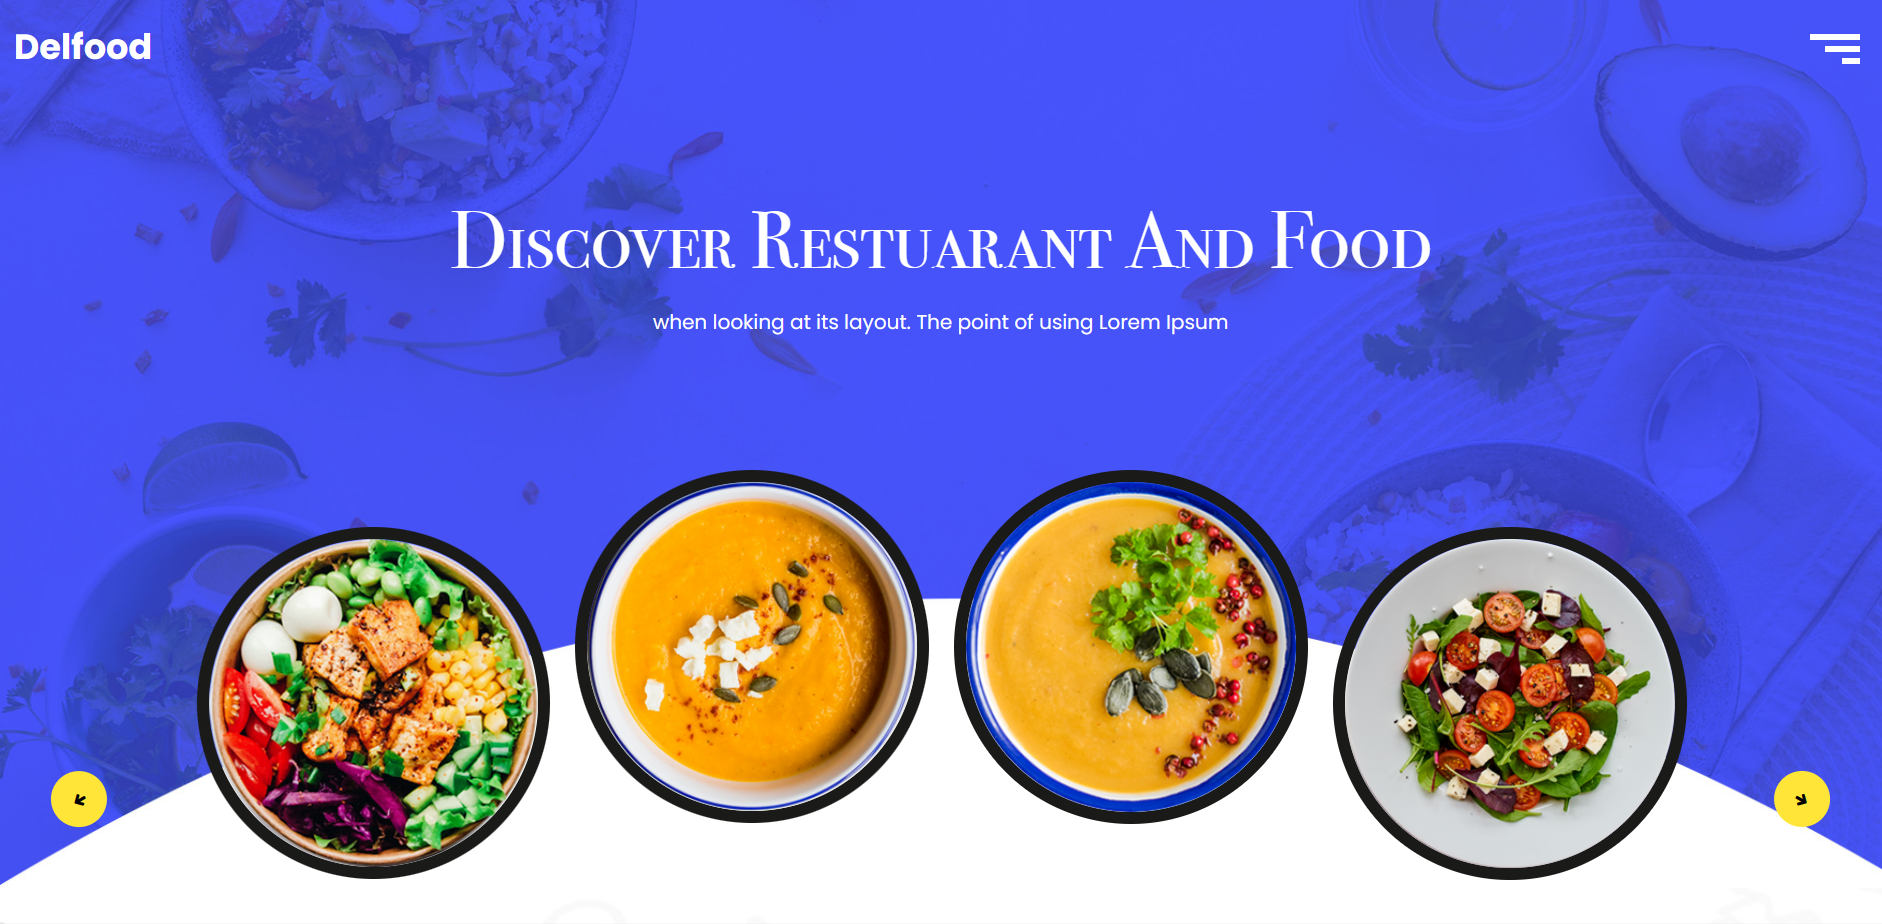 Delfood
Discover Restuarant And Food
when looking at its layout. The point of using Lorem Ipsum